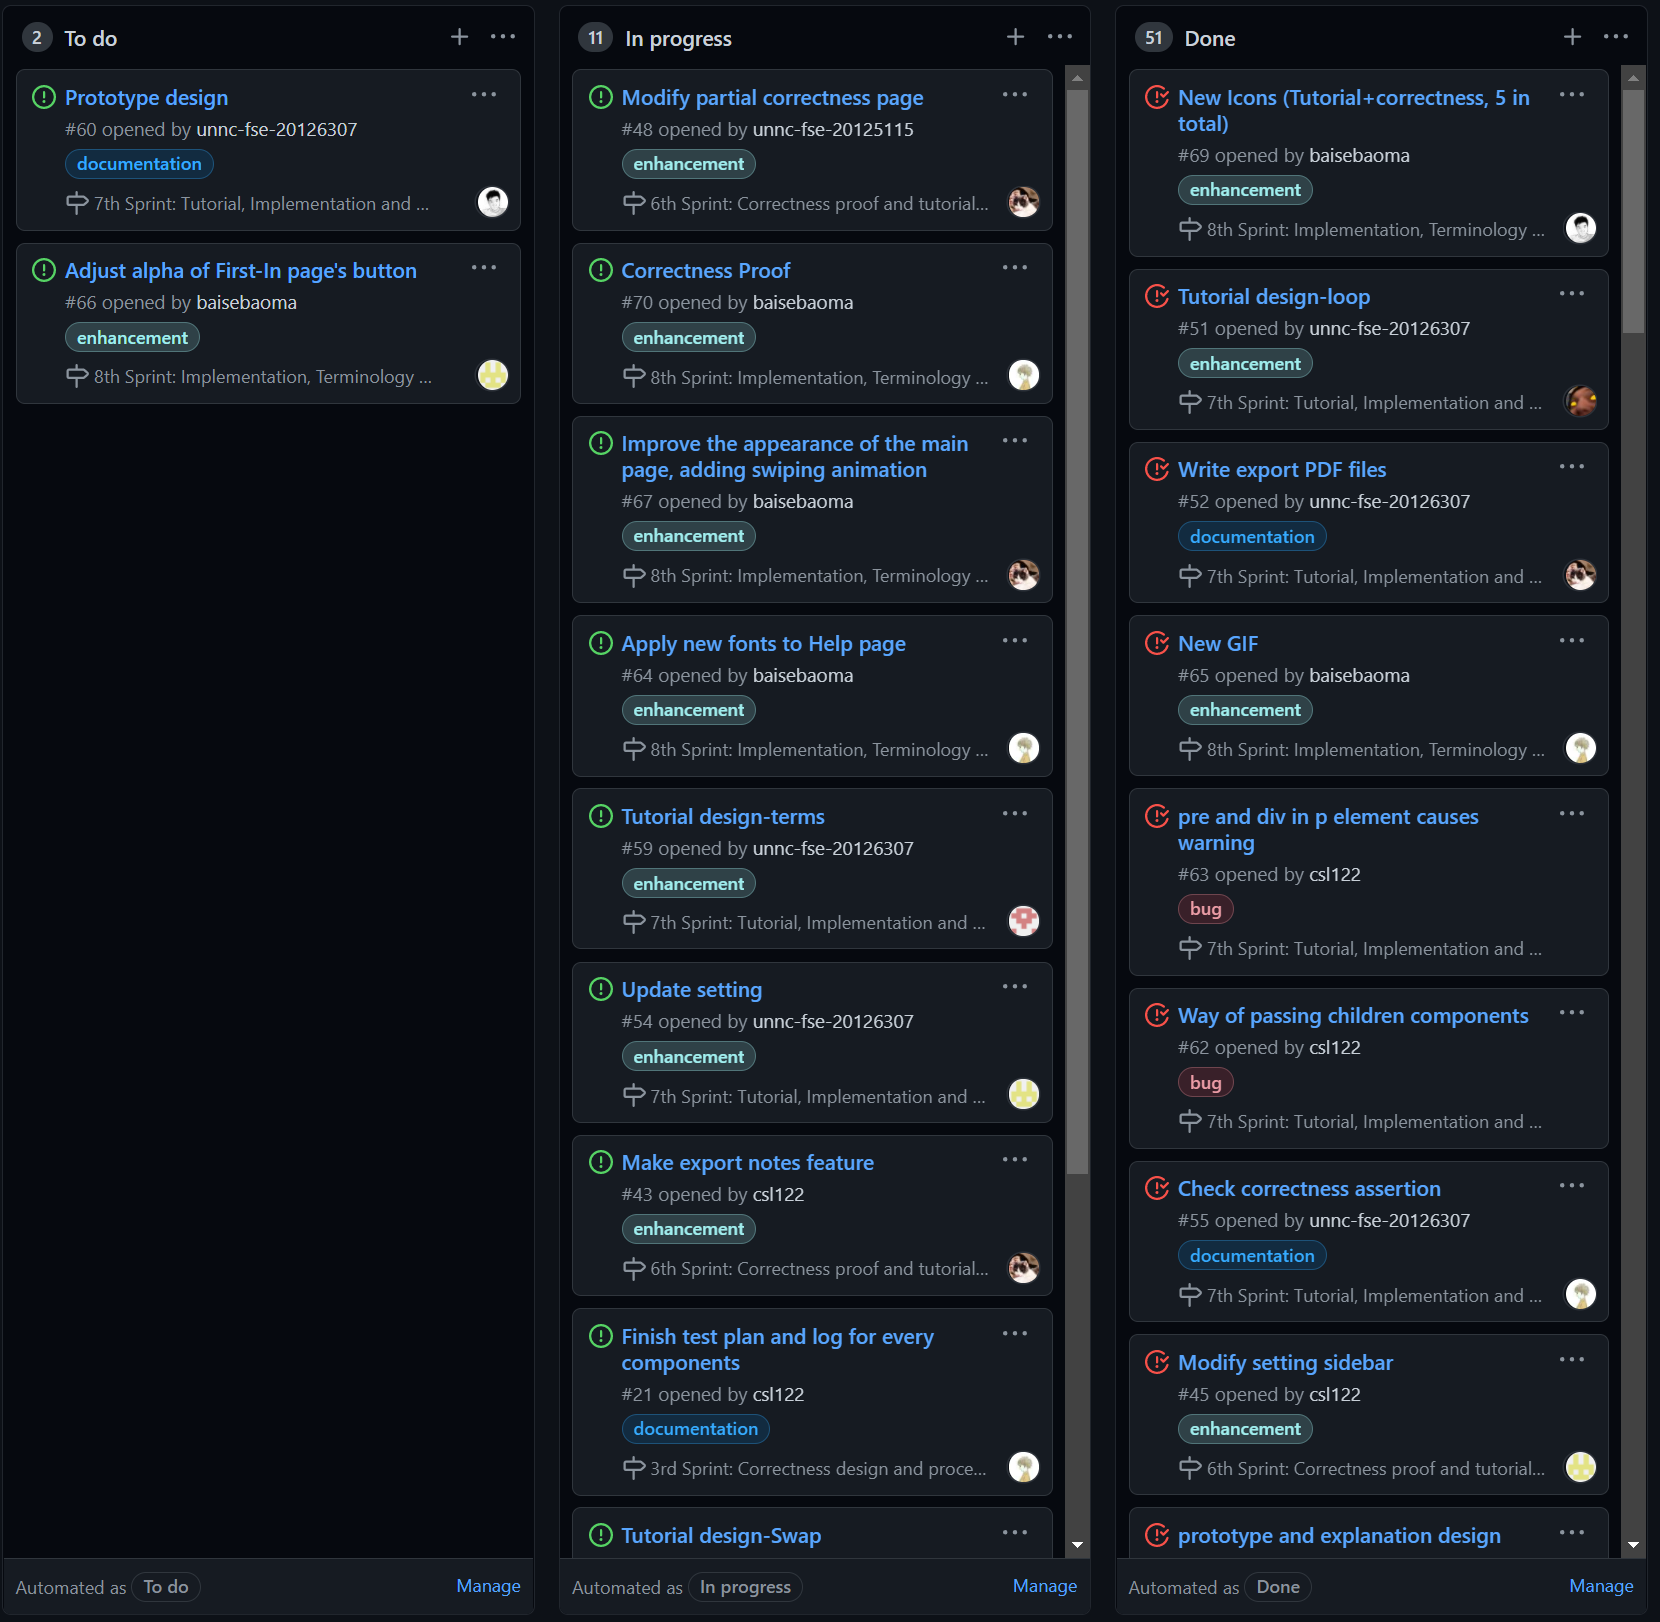 2 To do
Prototype design
#60 opened by unnc-fse-20126307
documentation
7th Sprint: Tutorial, Implementation and ...
Adjust alpha of First-In page's button
#66 opened by baisebaoma
enhancement
8th Sprint: Implementation, Terminology ...
Automated as To do Manage
11 In progress
Modify partial correctness page
#48 opened by unnc-fse-20125115
enhancement
6th Sprint: Correctness proof and tutorial...
Correctness Proof
#70 opened by baisebaoma
enhancement
8th Sprint: Implementation, Terminology ...
Improve the appearance of the main
page, adding swiping animation
#67 opened by baisebaoma
enhancement
8th Sprint: Implementation, Terminology ...
Apply new fonts to Help page
#64 opened by baisebaoma
enhancement
8th Sprint: Implementation, Terminology ...
Tutorial design-terms
#59 opened by unnc-fse-20126307
enhancement
7th Sprint: Tutorial, Implementation and ...
Update setting
#54 opened by unnc-fse-20126307
enhancement
7th Sprint: Tutorial, Implementation and ...
Make export notes feature
#43 opened by csl122
enhancement
6th Sprint: Correctness proof and tutorial...
Finish test plan and log for every
components
#21 opened by csl122
documentation
3rd Sprint: Correctness design and proce...
Tutorial design-Swap
Automated as In progress Manage
51 Done
New Icons (Tutorial+correctness, 5 in
total)
#69 opened by baisebaoma
enhancement
8th Sprint: Implementation, Terminology ...
Tutorial design-loop
#51 opened by unnc-fse-20126307
enhancement
7th Sprint: Tutorial, Implementation and ...
Write export PDF files
#52 opened by unnc-fse-20126307
documentation
7th Sprint: Tutorial, Implementation and ...
New GIF
#65 opened by baisebaoma
enhancement
8th Sprint: Implementation, Terminology ...
pre and div in p element causes
warning
#63 opened by csl122
bug
7th Sprint: Tutorial, Implementation and ...
Way of passing children components
#62 opened by csl122
bug
7th Sprint: Tutorial, Implementation and ...
Check correctness assertion
#55 opened by unnc-fse-20126307
documentation
7th Sprint: Tutorial, Implementation and ...
Modify setting sidebar
#45 opened by csl122
enhancement
6th Sprint: Correctness proof and tutorial...
prototype and explanation design
Automated as Done Manage